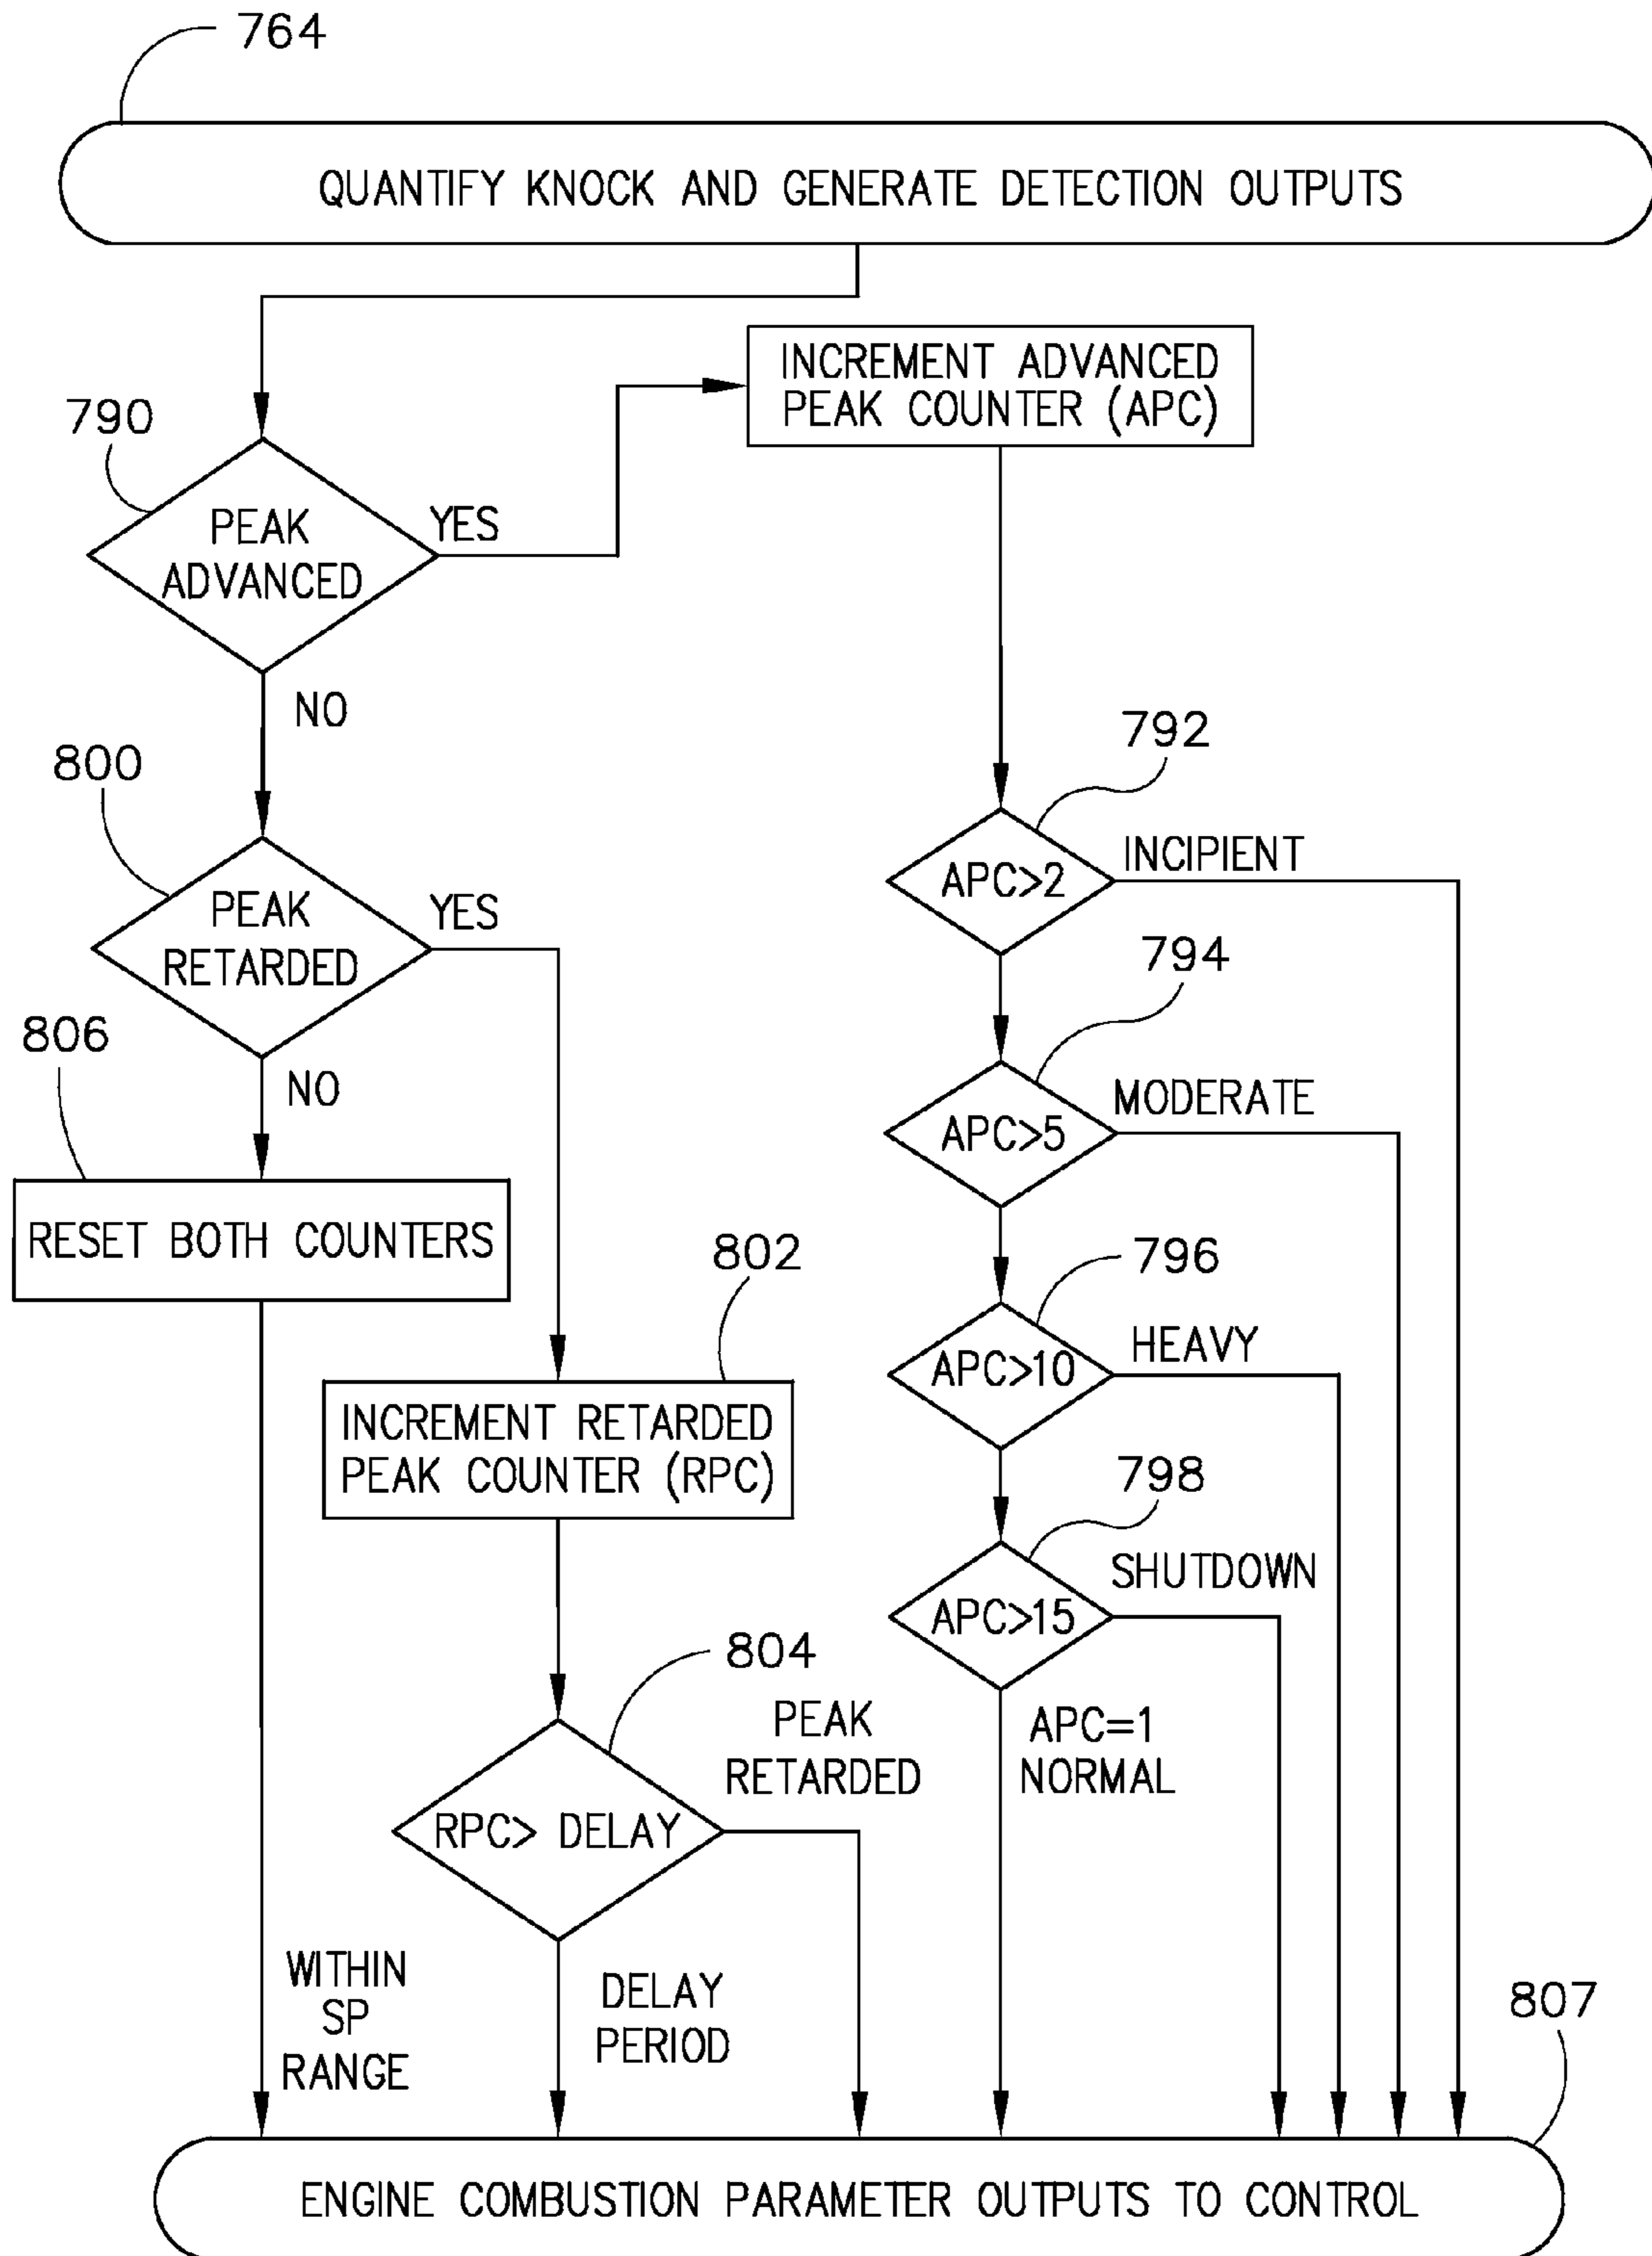 764
QUANTIFY KNOCK AND GENERATE DETECTION OUTPUTS
INCREMENT ADVANCED
PEAK COUNTER (APC)
790
PEAK
ADVANCED
YES
NO
800
PEAK
RETARDED
YES
NO
806
RESET BOTH COUNTERS
802
INCREMENT RETARDED
PEAK COUNTER (RPC)
804
RPC> DELAY
PEAK
RETARDED
DELAY
PERIOD
WITHIN
SP
RANGE
792
APC>2
INCIPIENT
794
APC>5
MODERATE
796
APC>10
HEAVY
798
APC>15
SHUTDOWN
APC=1
NORMAL
807
ENGINE COMBUSTION PARAMETER OUTPUTS TO CONTROL